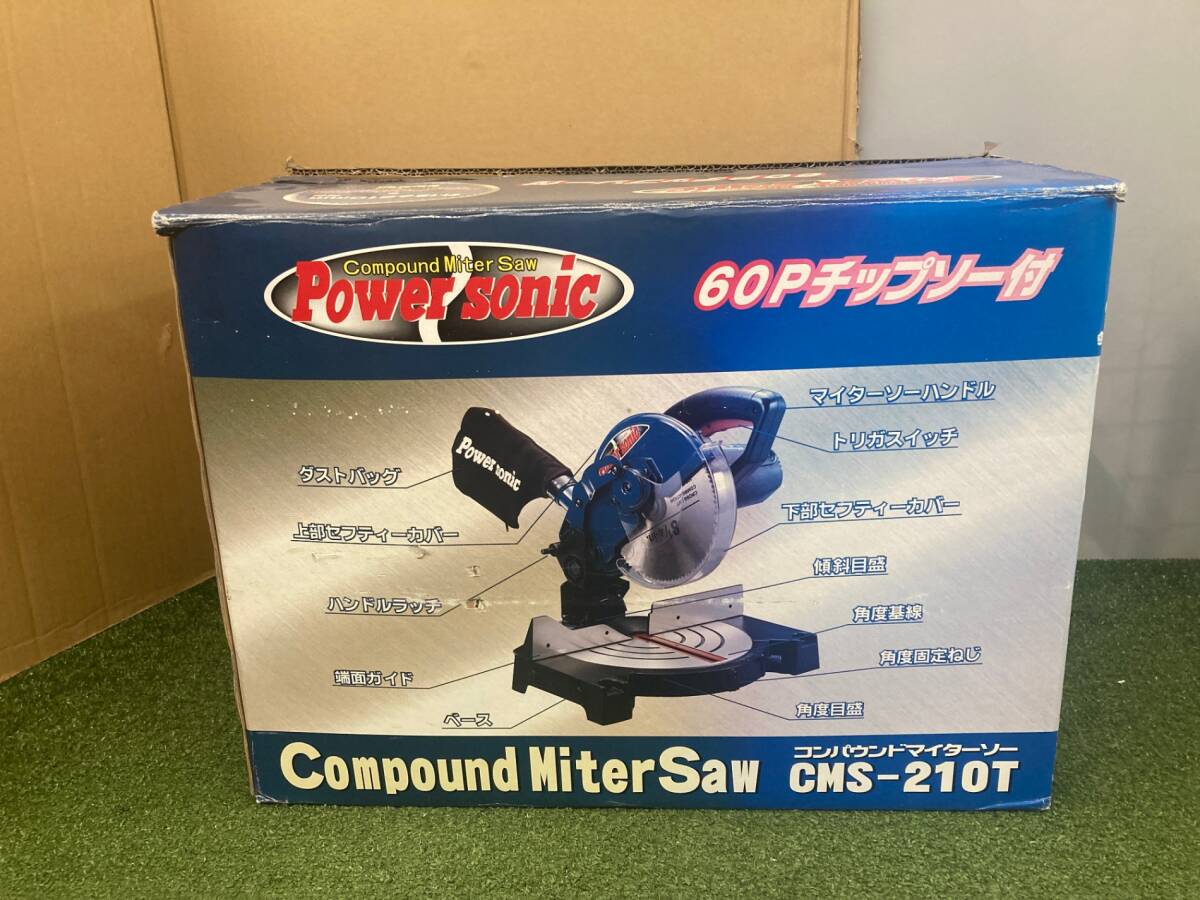 Compound Miter Saw
Power sonic
60Pチップソー付
マイターソーハンドル
トリガスイッチ
Power sonic
ダストバッグ
上部セフティーカバー
下部セフティーカバー
傾斜目盛
ハンドルラッチ
角度基線
端面ガイド
角度固定ねじ
ベース
角度目盛
Compound Miter Saw
コンパウンドマイターソー
CMS-210T